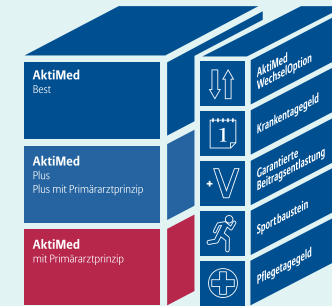 AktiMed
Best
AktiMed
Plus
Plus mit Primärarztprinzip
AktiMed
mit Primärarztprinzip
AktiMed
WechselOption
1
Krankentagegeld
+V
Garantierte
Beitragsentlastung
Sportbaustein
Pflegetagegeld